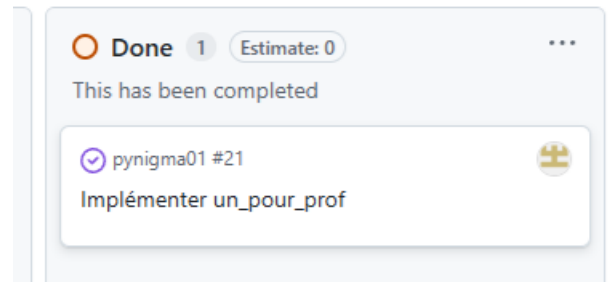 Done 1 Estimate: 0 ...
This has been completed
pynigma01 #21
Implémenter un_pour_prof